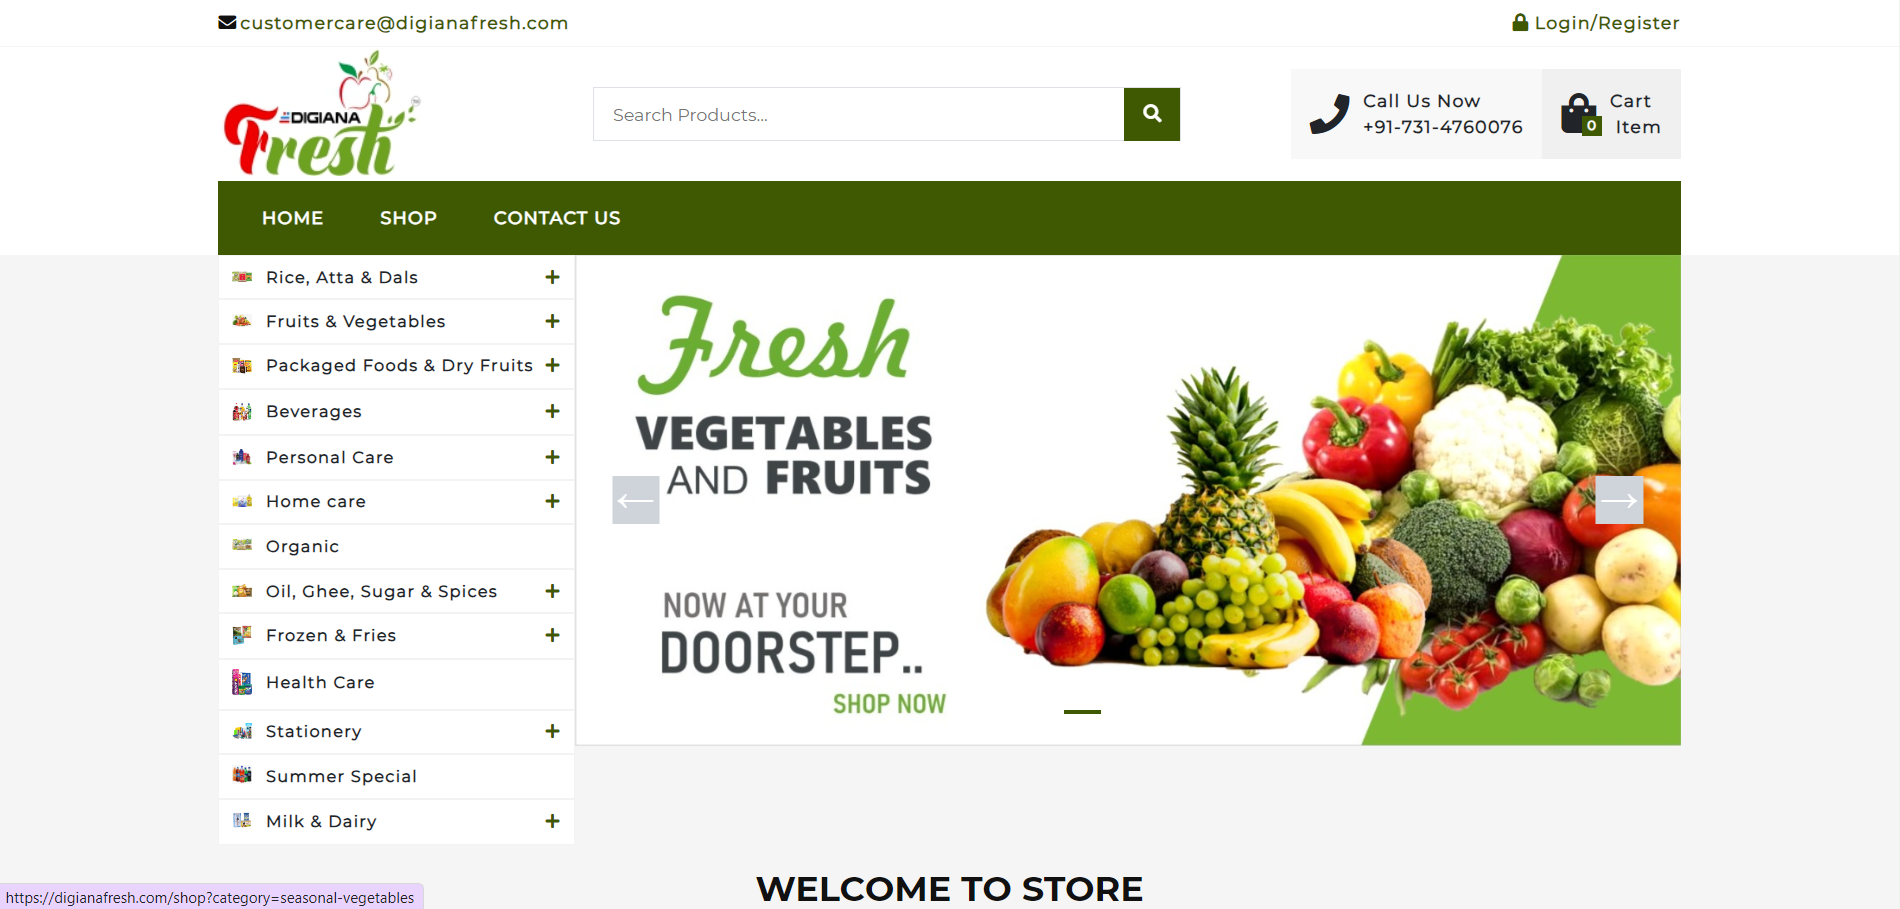 customercare@digianafresh.com
Login/Register
DIGIANA
Fresh
Search Products...
Call Us Now
+91-731-4760076
Cart
0
Item
HOME
SHOP
CONTACT US
Rice, Atta & Dals
Fruits & Vegetables
Packaged Foods & Dry Fruits
Beverages
Personal Care
Home care
Organic
Oil, Ghee, Sugar & Spices
Frozen & Fries
Health Care
Stationery
Summer Special
Milk & Dairy
Fresh
VEGETABLES
AND FRUITS
NOW AT YOUR
DOORSTEP..
SHOP NOW
WELCOME TO STORE
https://digianafresh.com/shop?category=seasonal-vegetables